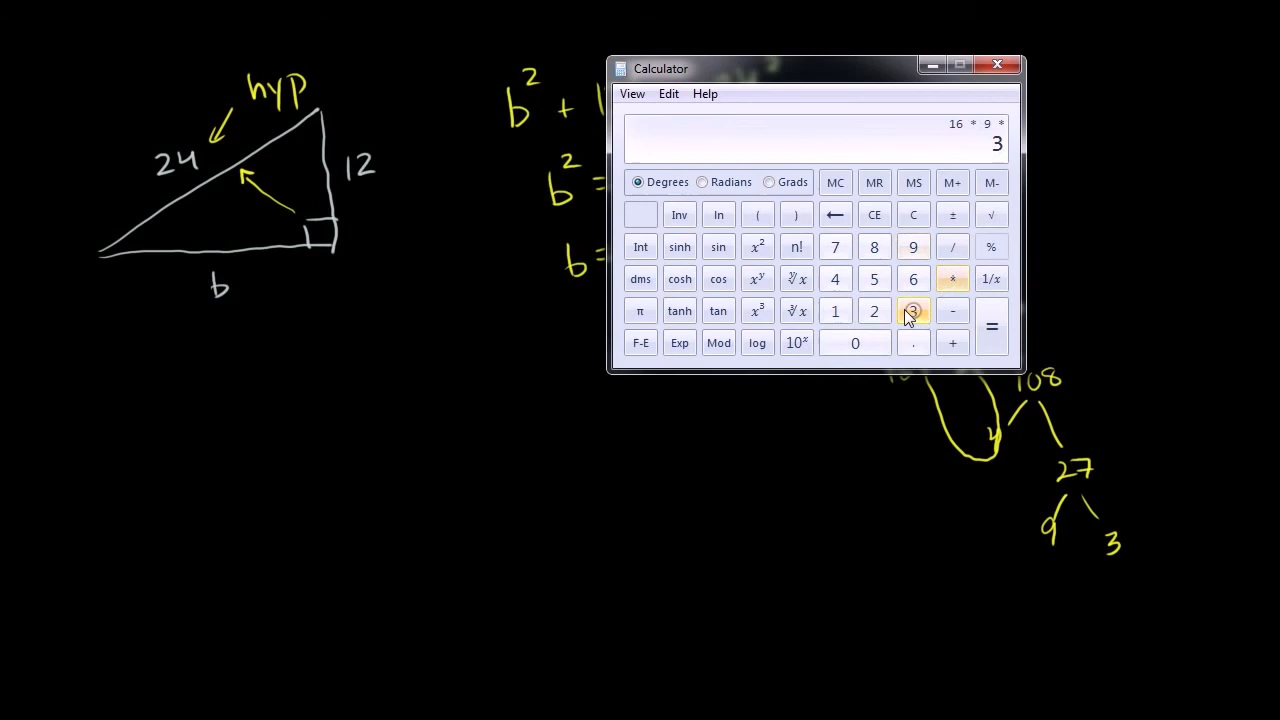 hyp
24
12
b
b² + 1
b² =
b =
Calculator
View Edit Help
16 * 9 *
3
Degrees Radians Grads MC MR MS M+ M-
Inv ln ( ) ← CE C ± √
Int sinh sin x² n! 7 8 9 / %
dms cosh cos xʸ ʸ√x 4 5 6 * 1/x
π tanh tan x³ ³√x 1 2 3 - =
F-E Exp Mod log 10ˣ 0 . +
108
4
27
9
3